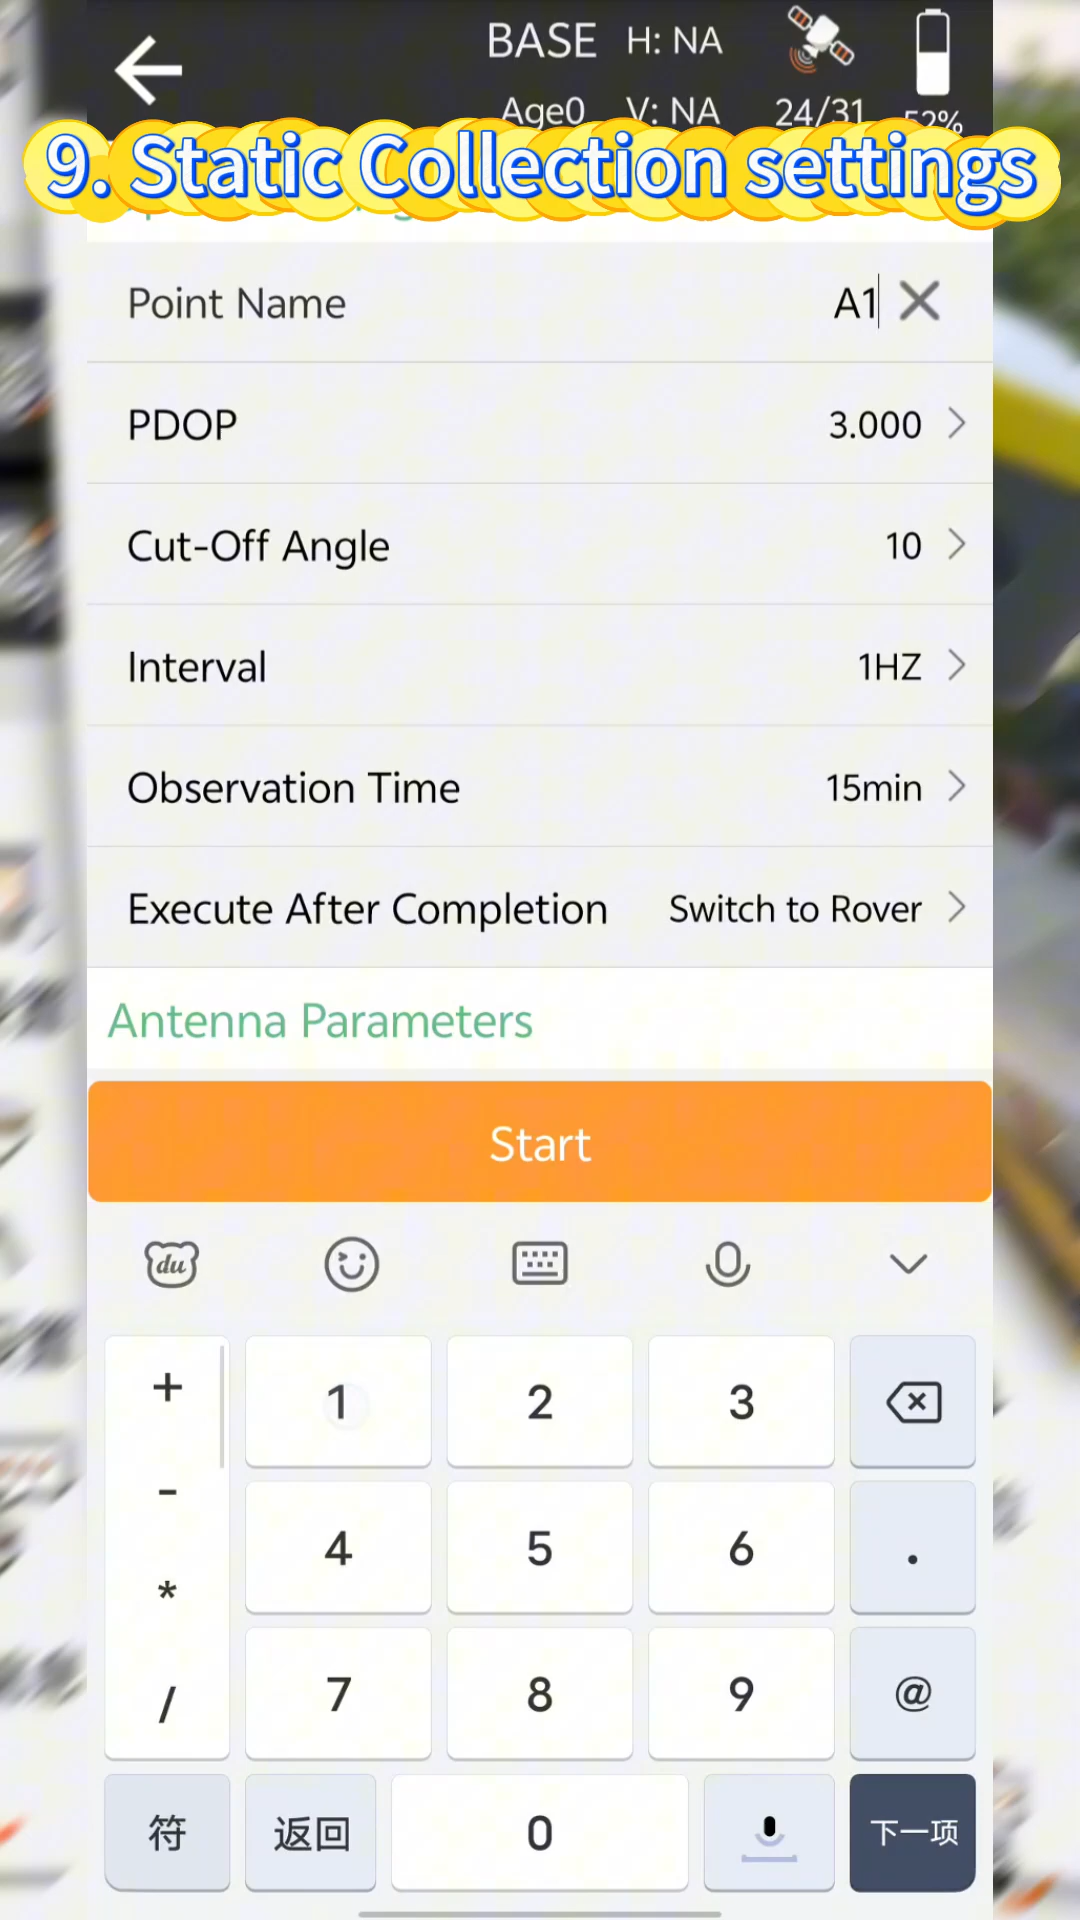 BASE H: NA
Age0 V: NA 24/31 52%
9. Static Collection settings
Point Name A1
PDOP 3.000
Cut-Off Angle 10
Interval 1HZ
Observation Time 15min
Execute After Completion Switch to Rover
Antenna Parameters
Start
du
+ 1 2 3
- 4 5 6 .
*
/ 7 8 9 @
符 返回 0 下一项